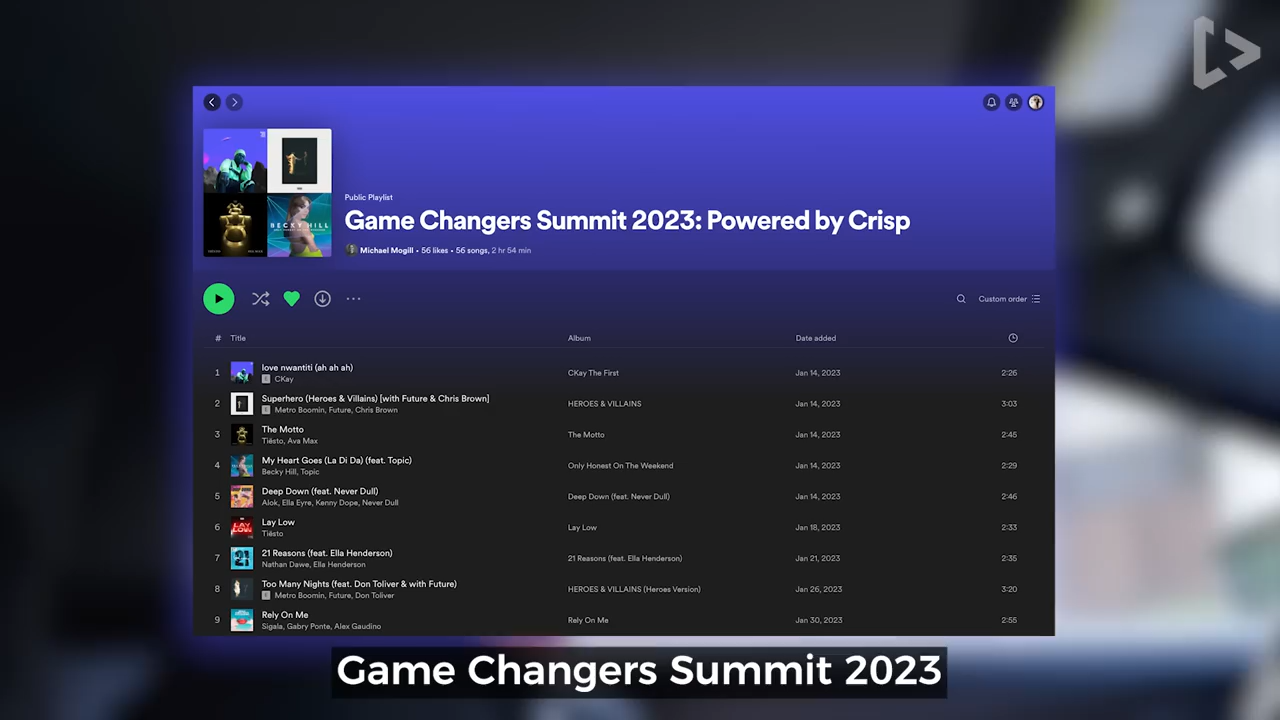 Public Playlist
Game Changers Summit 2023: Powered by Crisp
Michael Mogill • 56 likes • 56 songs, 2 hr 54 min
BECKY HILL
Custom order
# Title Album Date added
1 love nwantiti (ah ah ah) CKay The First Jan 14, 2023 2:26
E CKay
2 Superhero (Heroes & Villains) [with Future & Chris Brown] HEROES & VILLAINS Jan 14, 2023 3:03
E Metro Boomin, Future, Chris Brown
3 The Motto The Motto Jan 14, 2023 2:45
Tiësto, Ava Max
4 My Heart Goes (La Di Da) (feat. Topic) Only Honest On The Weekend Jan 14, 2023 2:29
Becky Hill, Topic
5 Deep Down (feat. Never Dull) Deep Down (feat. Never Dull) Jan 14, 2023 2:46
Alok, Ella Eyre, Kenny Dope, Never Dull
6 Lay Low Lay Low Jan 18, 2023 2:33
LAY LOW
Tiësto
7 21 Reasons (feat. Ella Henderson) 21 Reasons (feat. Ella Henderson) Jan 21, 2023 2:35
21
Nathan Dawe, Ella Henderson
8 Too Many Nights (feat. Don Toliver & with Future) HEROES & VILLAINS (Heroes Version) Jan 26, 2023 3:20
E Metro Boomin, Future, Don Toliver
9 Rely On Me Rely On Me Jan 30, 2023 2:55
Sigala, Gabry Ponte, Alex Gaudino
Game Changers Summit 2023